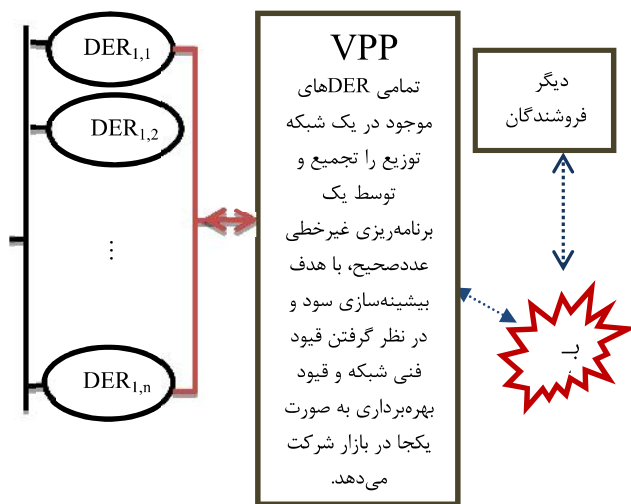 DER1,1
DER1,2
⋮
DER1,n
VPP
تمامی DERهای
موجود در یک شبکه
توزیع را تجمیع و
توسط یک
برنامه‌ریزی غیرخطی
عددصحیح، با هدف
بیشینه‌سازی سود و
در نظر گرفتن قیود
فنی شبکه و قیود
بهره‌برداری به صورت
یکجا در بازار شرکت
می‌دهد.
دیگر
فروشندگان